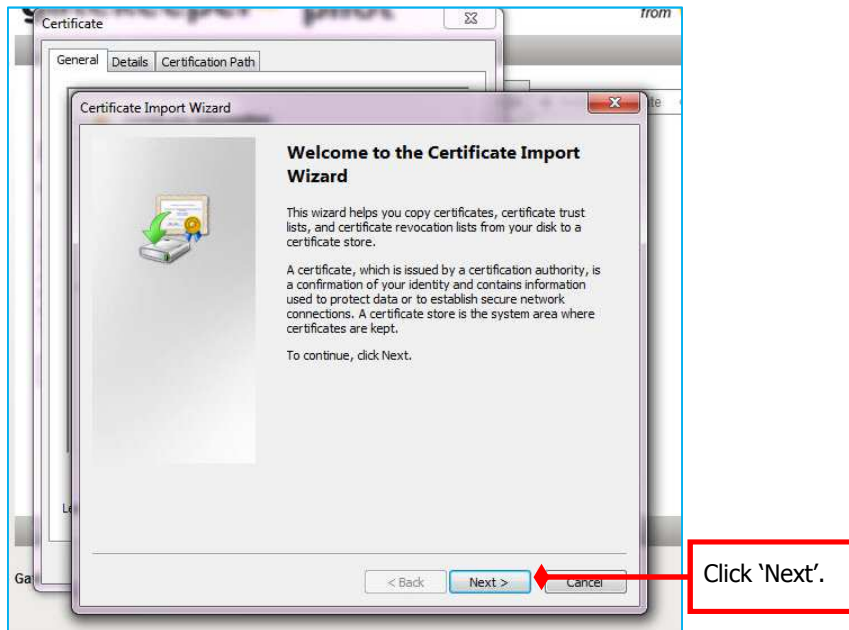 pilot
from
Certificate
General Details Certification Path
Certificate Import Wizard
Welcome to the Certificate Import
Wizard
This wizard helps you copy certificates, certificate trust
lists, and certificate revocation lists from your disk to a
certificate store.
A certificate, which is issued by a certification authority, is
a confirmation of your identity and contains information
used to protect data or to establish secure network
connections. A certificate store is the system area where
certificates are kept.
To continue, click Next.
< Back Next > Cancel
Click ‘Next’.